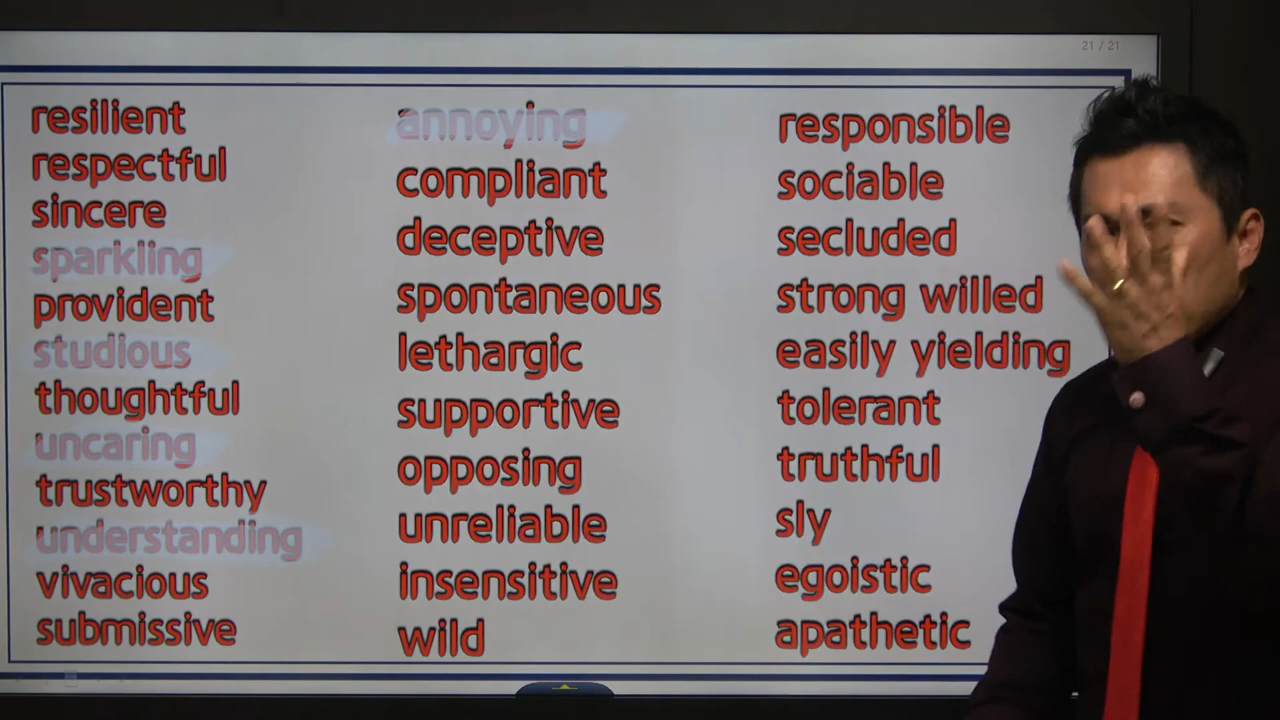 21 / 21
resilient
respectful
sincere
sparkling
provident
studious
thoughtful
uncaring
trustworthy
understanding
vivacious
submissive
annoying
compliant
deceptive
spontaneous
lethargic
supportive
opposing
unreliable
insensitive
wild
responsible
sociable
secluded
strong willed
easily yielding
tolerant
truthful
sly
egoistic
apathetic